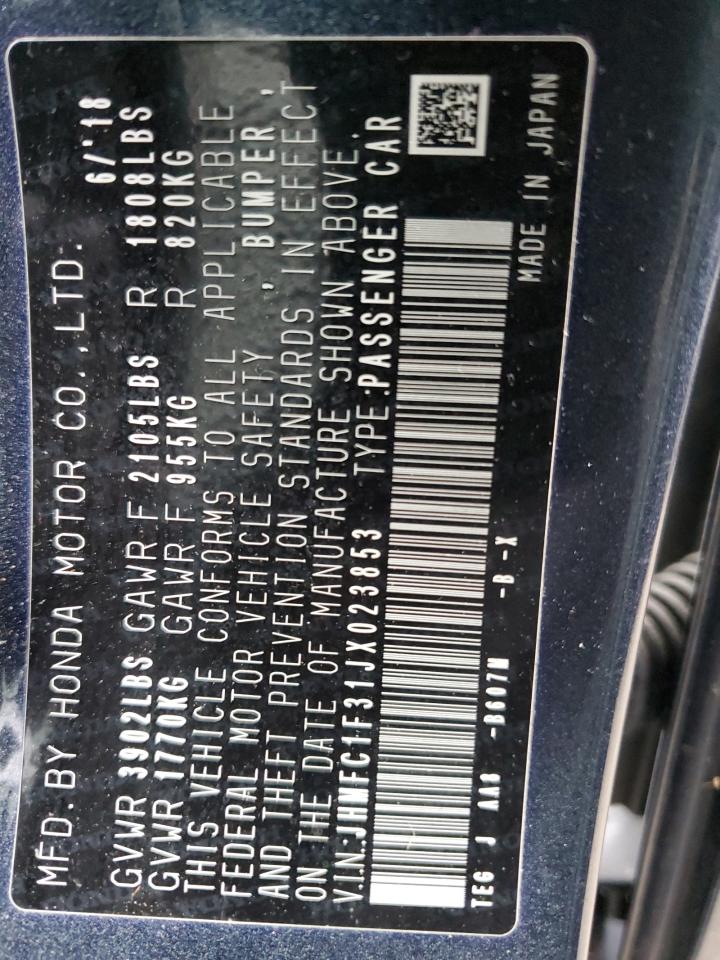 MFD.BY HONDA MOTOR CO.,LTD. 6/'18
GVWR 3902LBS GAWR F 2105LBS R 1808LBS
GVWR 1770KG GAWR F 955KG R 820KG
THIS VEHICLE CONFORMS TO ALL APPLICABLE
FEDERAL MOTOR VEHICLE SAFETY , BUMPER ,
AND THEFT PREVENTION STANDARDS IN EFFECT
ON THE DATE OF MANUFACTURE SHOWN ABOVE.
V.I.N:JHMFC1F31JX023853 TYPE:PASSENGER CAR
TEG J AA8 -B607M -B -X MADE IN JAPAN